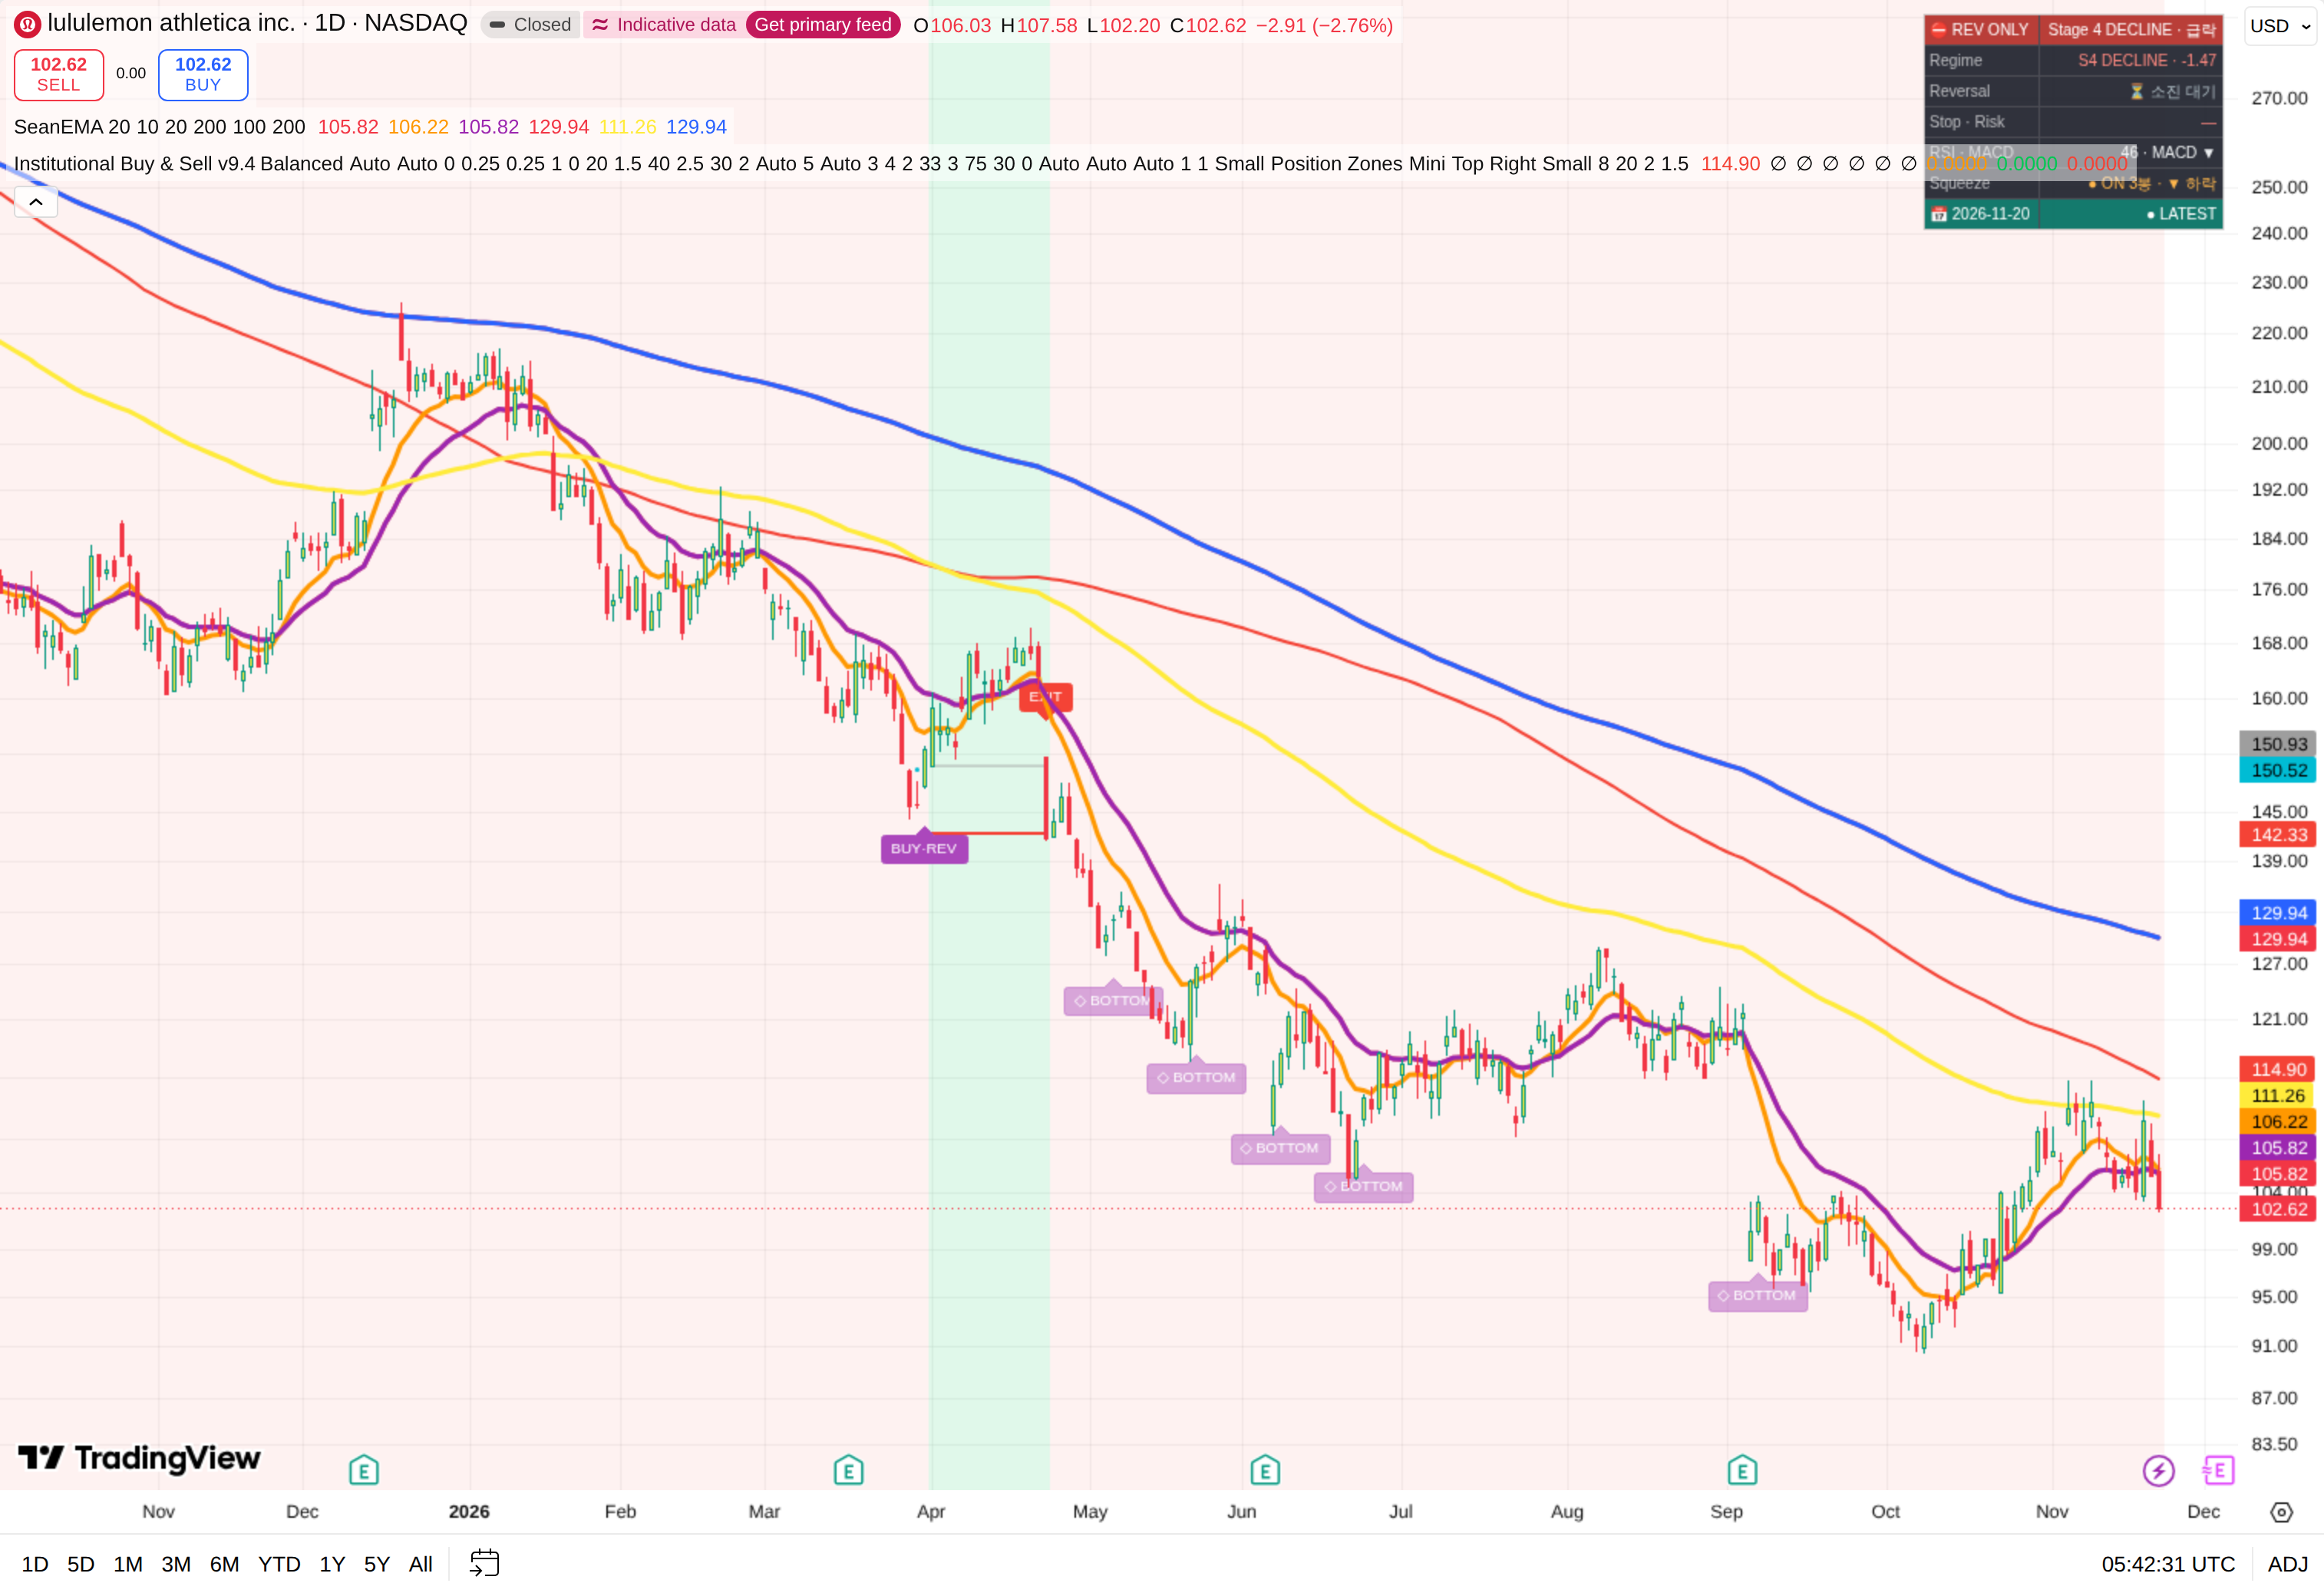 lululemon athletica inc. · 1D · NASDAQ Closed Indicative data Get primary feed O106.03 H107.58 L102.20 C102.62 −2.91 (−2.76%)
102.62 SELL 0.00 102.62 BUY
SeanEMA 20 10 20 200 100 200 105.82 106.22 105.82 129.94 111.26 129.94
Institutional Buy & Sell v9.4 Balanced Auto Auto 0 0.25 0.25 1 0 20 1.5 40 2.5 30 2 Auto 5 Auto 3 4 2 33 3 75 30 0 Auto Auto Auto 1 1 Small Position Zones Mini Top Right Small 8 20 2 1.5 114.90 ∅ ∅ ∅ ∅ ∅ ∅ 0.0000 0.0000 0.0000
REV ONLY Stage 4 DECLINE · 급락
Regime S4 DECLINE · -1.47
Reversal ⏳ 소진 대기
Stop · Risk —
RSI · MACD 46 · MACD ▼
Squeeze ● ON 3봉 · ▼ 하락
2026-11-20 ● LATEST
USD
270.00
250.00
240.00
230.00
220.00
210.00
200.00
192.00
184.00
176.00
168.00
160.00
150.93
150.52
145.00
142.33
139.00
129.94
129.94
127.00
121.00
114.90
111.26
106.22
105.82
105.82
104.00
102.62
99.00
95.00
91.00
87.00
83.50
EXIT
BUY-REV
◇ BOTTOM
◇ BOTTOM
◇ BOTTOM
◇ BOTTOM
◇ BOTTOM
TradingView
E E E E E
Nov Dec 2026 Feb Mar Apr May Jun Jul Aug Sep Oct Nov Dec
1D 5D 1M 3M 6M YTD 1Y 5Y All 05:42:31 UTC ADJ